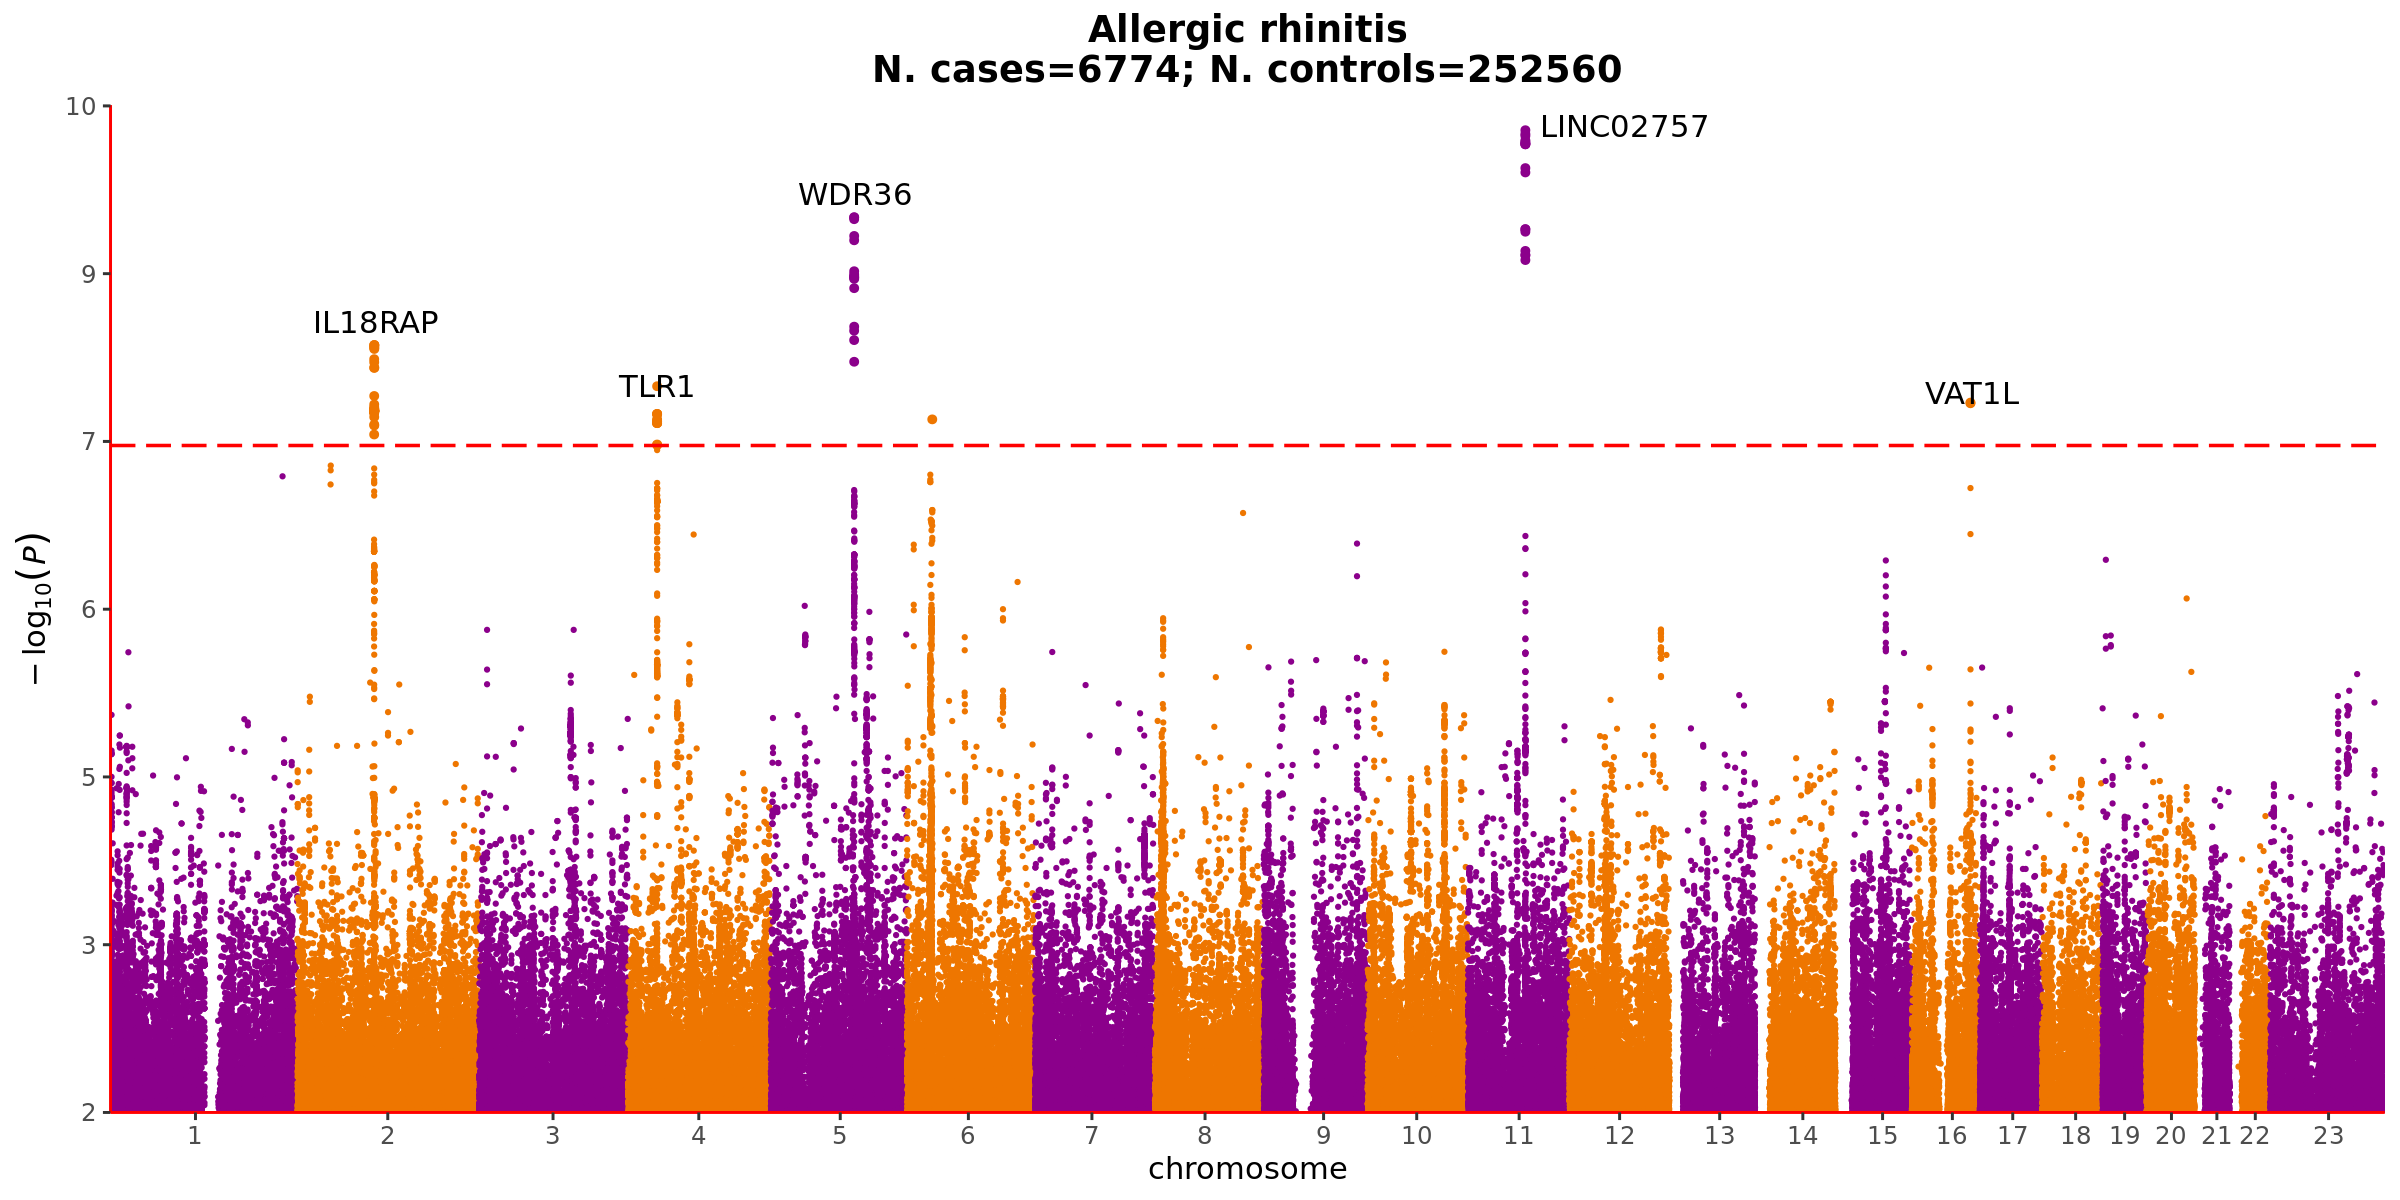 Allergic rhinitis
N. cases=6774; N. controls=252560
10
LINC02757
WDR36
9
IL18RAP
TLR1
VAT1L
7
6
− log10(P)
5
3
2
1 2 3 4 5 6 7 8 9 10 11 12 13 14 15 16 17 18 19 20 21 22 23
chromosome